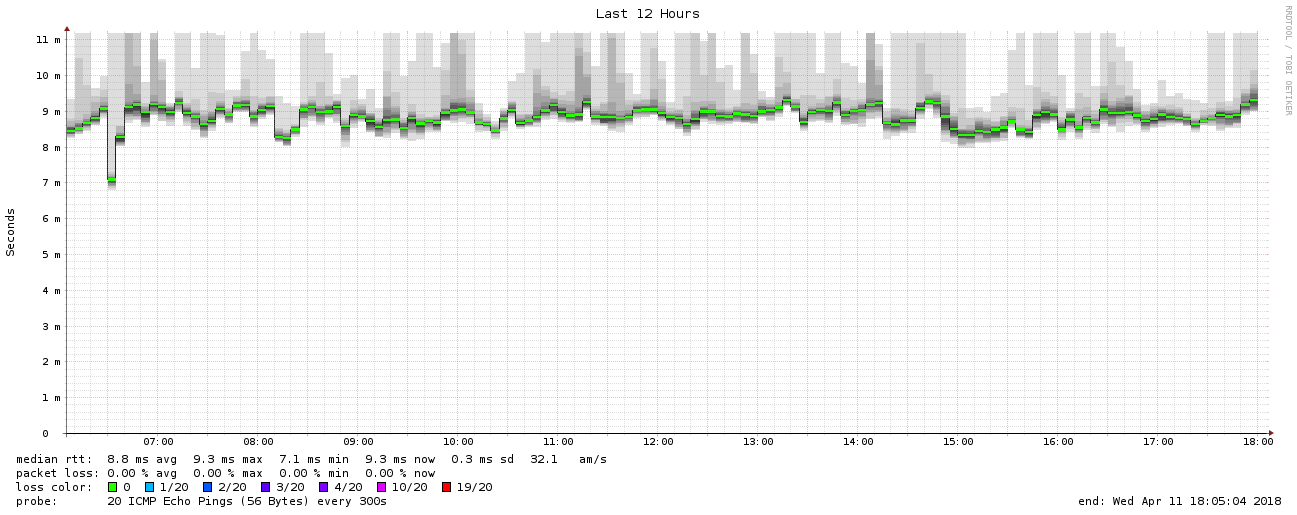 Last 12 Hours
RRDTOOL / TOBI OETIKER
Seconds
11 m
10 m
9 m
8 m
7 m
6 m
5 m
4 m
3 m
2 m
1 m
0
07:00 08:00 09:00 10:00 11:00 12:00 13:00 14:00 15:00 16:00 17:00 18:00
median rtt: 8.8 ms avg 9.3 ms max 7.1 ms min 9.3 ms now 0.3 ms sd 32.1 am/s
packet loss: 0.00 % avg 0.00 % max 0.00 % min 0.00 % now
loss color: 0 1/20 2/20 3/20 4/20 10/20 19/20
probe: 20 ICMP Echo Pings (56 Bytes) every 300s end: Wed Apr 11 18:05:04 2018